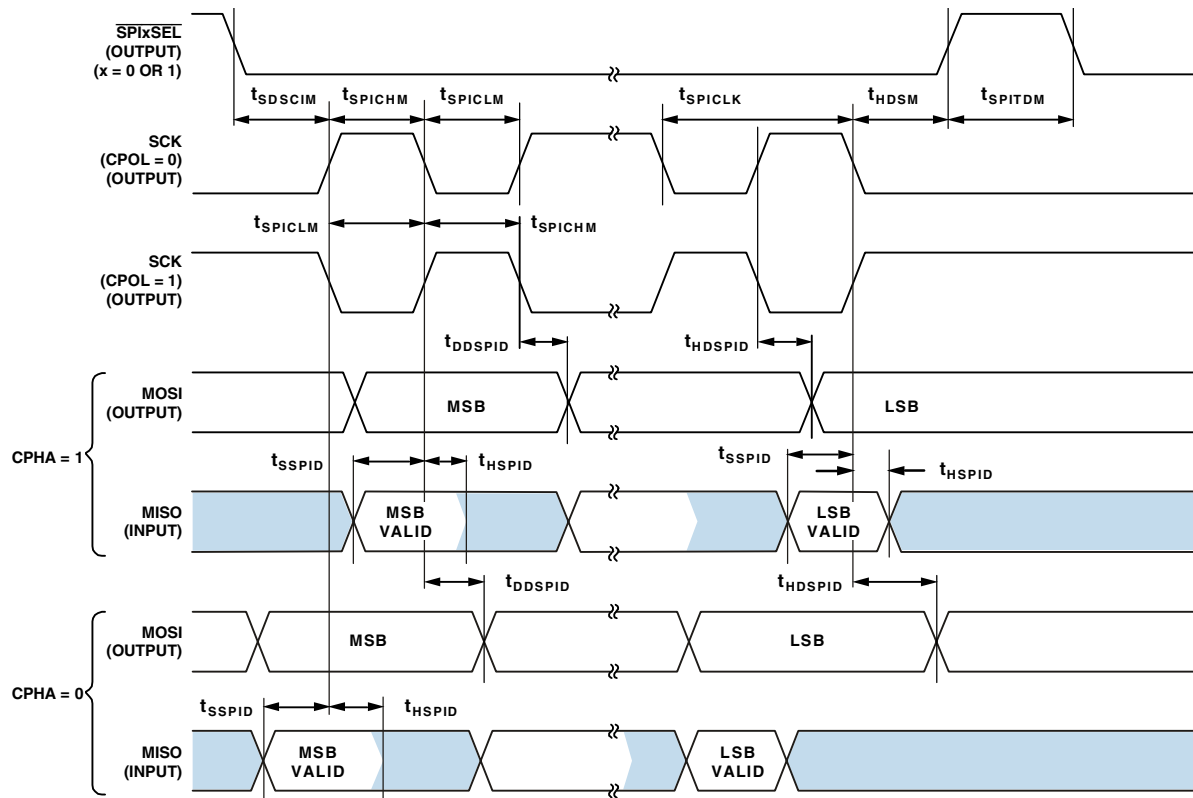 SPIxSEL
(OUTPUT)
(x = 0 OR 1)
tSDSCIM tSPICHM tSPICLM tSPICLK tHDSM tSPITDM
SCK
(CPOL = 0)
(OUTPUT)
tSPICLM tSPICHM
SCK
(CPOL = 1)
(OUTPUT)
tDDSPID tHDSPID
CPHA = 1
MOSI
(OUTPUT)
MSB LSB
tSSPID tHSPID tSSPID tHSPID
MISO
(INPUT)
MSB
VALID
LSB
VALID
tDDSPID tHDSPID
CPHA = 0
MOSI
(OUTPUT)
MSB LSB
tSSPID tHSPID
MISO
(INPUT)
MSB
VALID
LSB
VALID